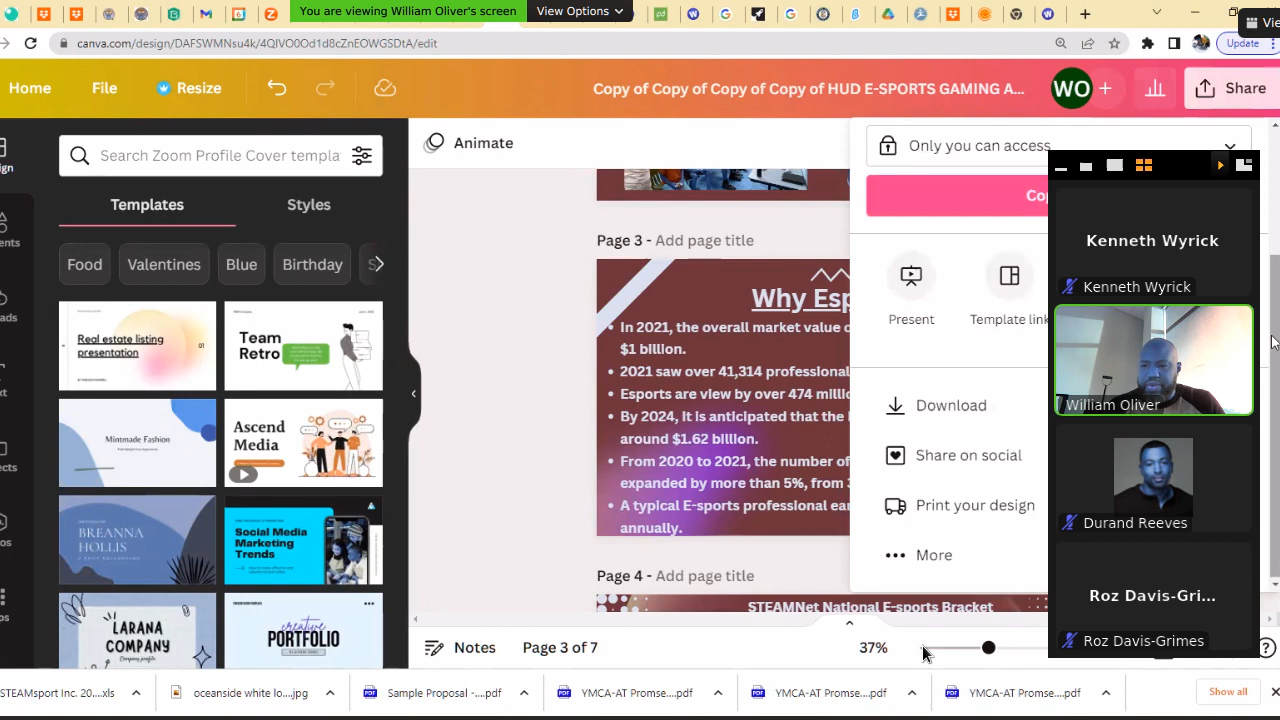 You are viewing William Oliver's screen
View Options
Vie
canva.com/design/DAFSWMNsu4k/4QIVO0Od1d8cZnEOWGSDtA/edit
Update
Home
File
Resize
Copy of Copy of Copy of Copy of HUD E-SPORTS GAMING A...
WO
Share
Search Zoom Profile Cover templa
Animate
Only you can access
Templates
Styles
Food
Valentines
Blue
Birthday
Page 3 - Add page title
Why Esp
In 2021, the overall market value o
$1 billion.
2021 saw over 41,314 professional
Esports are view by over 474 millio
By 2024, it is anticipated that the
around $1.62 billion.
From 2020 to 2021, the number of
expanded by more than 5%, from
A typical E-sports professional ear
annually.
Page 4 - Add page title
STEAMNet National E-sports Bracket
Present
Template link
Download
Share on social
Print your design
More
Kenneth Wyrick
Kenneth Wyrick
William Oliver
Durand Reeves
Roz Davis-Gri...
Roz Davis-Grimes
Real estate listing
presentation
Team
Retro
Mintmade Fashion
Ascend
Media
BREANNA
HOLLIS
Social Media
Marketing
Trends
LARANA
COMPANY
Company profile
creative
PORTFOLIO
Notes
Page 3 of 7
37%
STEAMsport Inc. 20....xls
oceanside white lo....jpg
Sample Proposal -....pdf
YMCA-AT Promse....pdf
YMCA-AT Promse....pdf
YMCA-AT Promse....pdf
Show all